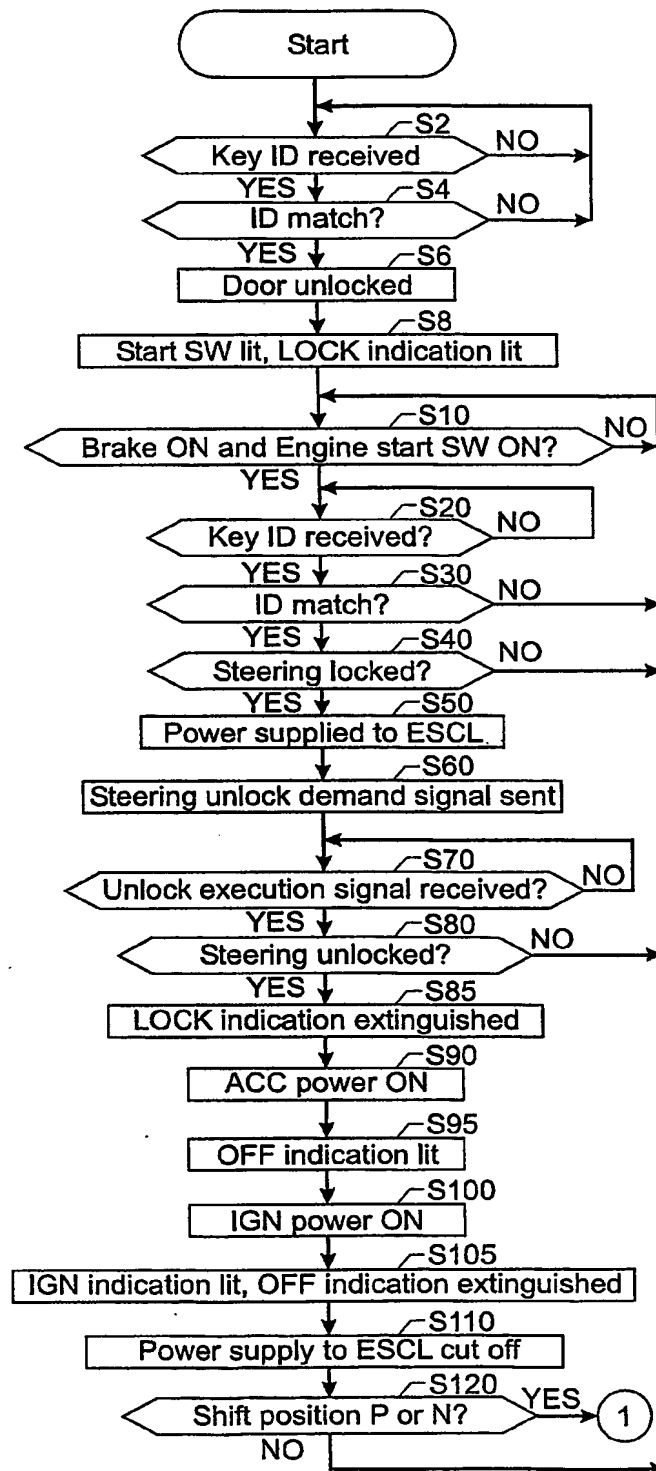 Start
S2
Key ID received
NO
YES
S4
ID match?
NO
YES
S6
Door unlocked
S8
Start SW lit, LOCK indication lit
S10
Brake ON and Engine start SW ON?
NO
YES
S20
Key ID received?
NO
YES
S30
ID match?
NO
YES
S40
Steering locked?
NO
YES
S50
Power supplied to ESCL
S60
Steering unlock demand signal sent
S70
Unlock execution signal received?
NO
YES
S80
Steering unlocked?
NO
YES
S85
LOCK indication extinguished
S90
ACC power ON
S95
OFF indication lit
S100
IGN power ON
S105
IGN indication lit, OFF indication extinguished
S110
Power supply to ESCL cut off
S120
Shift position P or N?
YES
1
NO